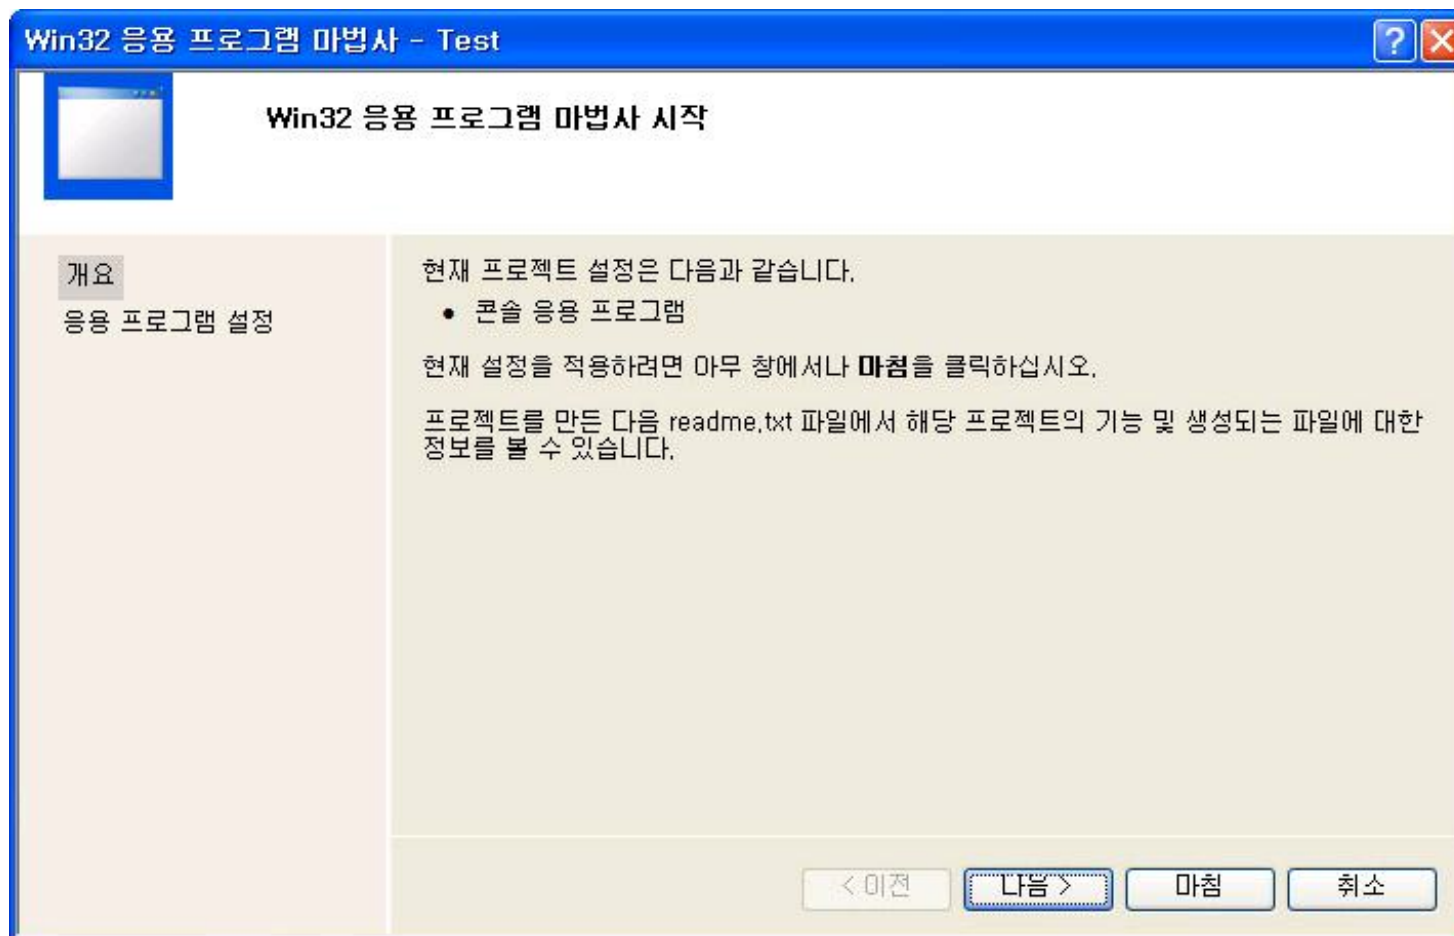 Win32 응용 프로그램 마법사 - Test
Win32 응용 프로그램 마법사 시작
개요
응용 프로그램 설정
현재 프로젝트 설정은 다음과 같습니다.
• 콘솔 응용 프로그램
현재 설정을 적용하려면 아무 창에서나 마침을 클릭하십시오.
프로젝트를 만든 다음 readme.txt 파일에서 해당 프로젝트의 기능 및 생성되는 파일에 대한
정보를 볼 수 있습니다.
< 이전
다음 >
마침
취소